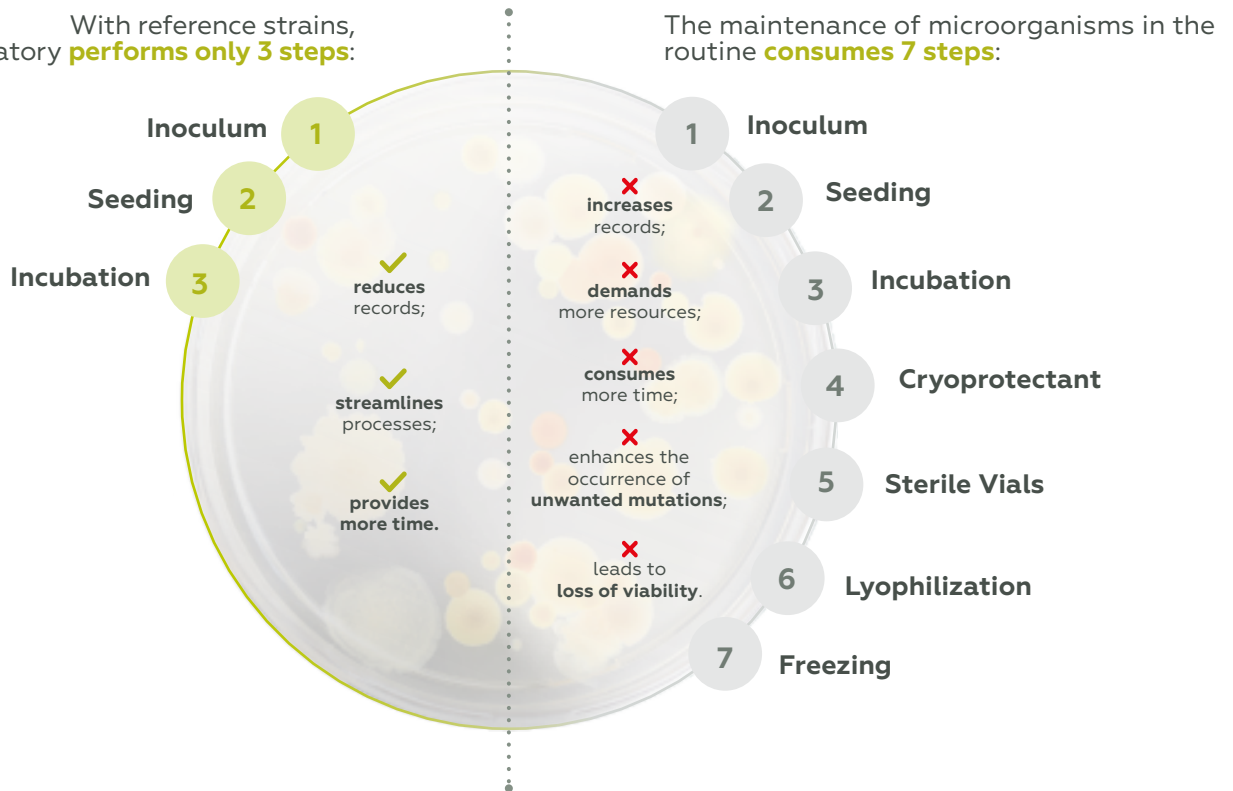 With reference strains,
atory performs only 3 steps:
1
Inoculum
2
Seeding
3
Incubation
reduces
records;
streamlines
processes;
provides
more time.
The maintenance of microorganisms in the
routine consumes 7 steps:
increases
records;
demands
more resources;
consumes
more time;
enhances the
occurrence of
unwanted mutations;
leads to
loss of viability.
1
Inoculum
2
Seeding
3
Incubation
4
Cryoprotectant
5
Sterile Vials
6
Lyophilization
7
Freezing